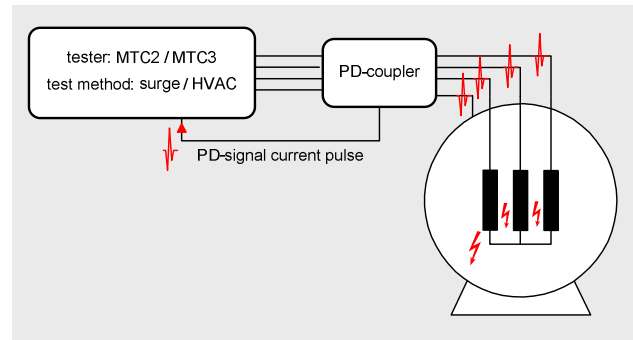 tester: MTC2 / MTC3
test method: surge / HVAC
PD-coupler
PD-signal current pulse